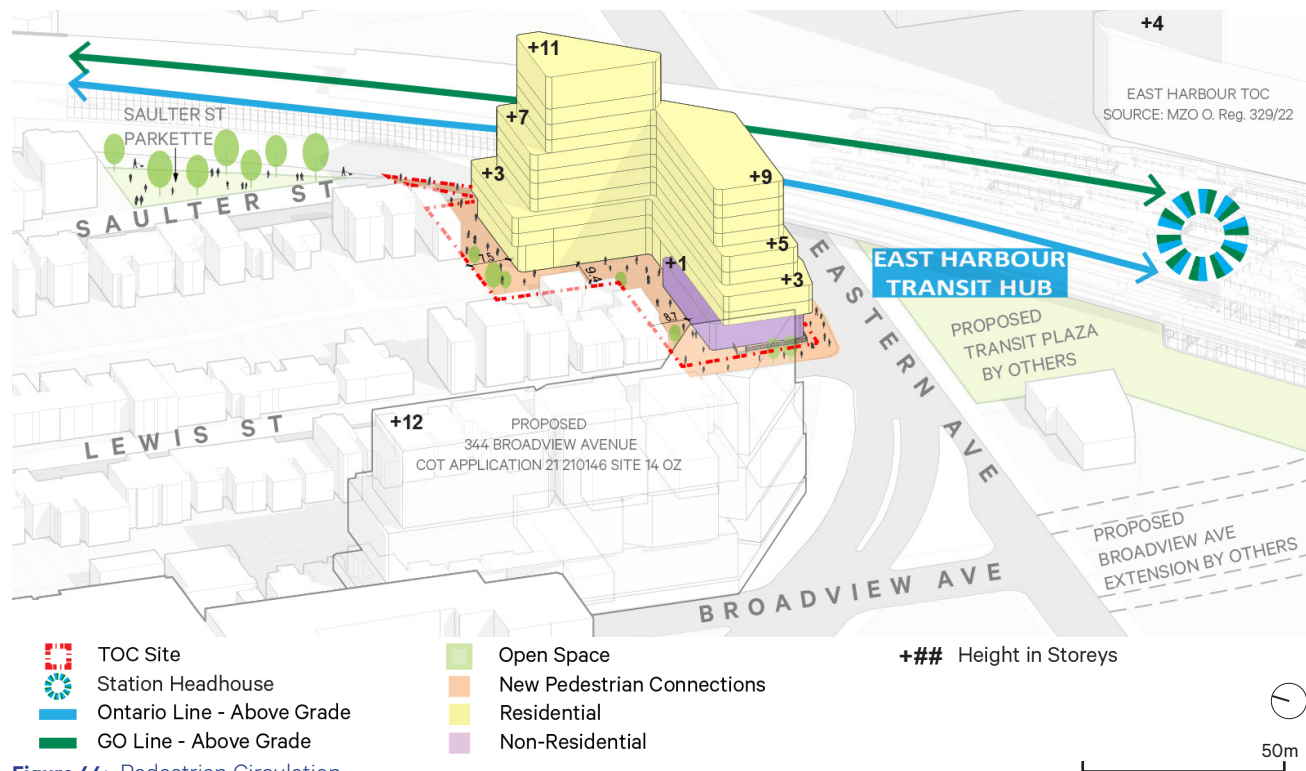 +4
+11
EAST HARBOUR TOC
SOURCE: MZO O. Reg. 329/22
SAULTER ST
PARKETTE
+7
+3
+9
SAULTER ST
+5
+1
+3
7.5
9.4
8.7
EASTERN AVE
EAST HARBOUR
TRANSIT HUB
PROPOSED
TRANSIT PLAZA
BY OTHERS
LEWIS ST
+12
PROPOSED
344 BROADVIEW AVENUE
COT APPLICATION 21 210146 SITE 14 OZ
PROPOSED
BROADVIEW AVE
EXTENSION BY OTHERS
BROADVIEW AVE
TOC Site
Station Headhouse
Ontario Line - Above Grade
GO Line - Above Grade
Open Space
New Pedestrian Connections
Residential
Non-Residential
+## Height in Storeys
50m
Figure 44: Pedestrian Circulation